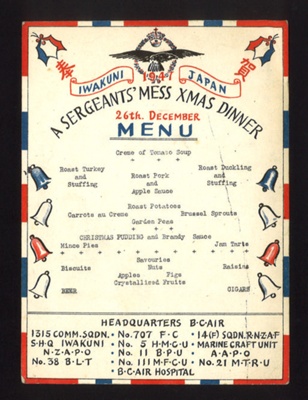 IWAKUNI 1947 JAPAN
A SERGEANTS' MESS XMAS DINNER
26th. DECEMBER
MENU
Creme of Tomato Soup
Roast Turkey and Stuffing
Roast Pork and Apple Sauce
Roast Duckling and Stuffing
Roast Potatoes
Carrots au Creme Brussel Sprouts
Garden Peas
CHRISTMAS PUDDING and Brandy Sauce
Mince Pies Jam Tarts
Savouries
Biscuits Nuts Raisins
Apples Figs
Crystallized Fruits
BEER CIGARS
HEADQUARTERS B·C·AIR
1315 COMM. SQDN. • No. 707 F·C • 14(F) SQDN. R·N·Z·A·F
S·H·Q IWAKUNI • No. 5 H·M·C·U • MARINE CRAFT UNIT
N·Z·A·P·O • No. 11 B·P·U • A·A·P·O
No. 38 B·L·T • No. 111 M·F·C·U • No. 21 M·T·R·U
B·C·AIR HOSPITAL